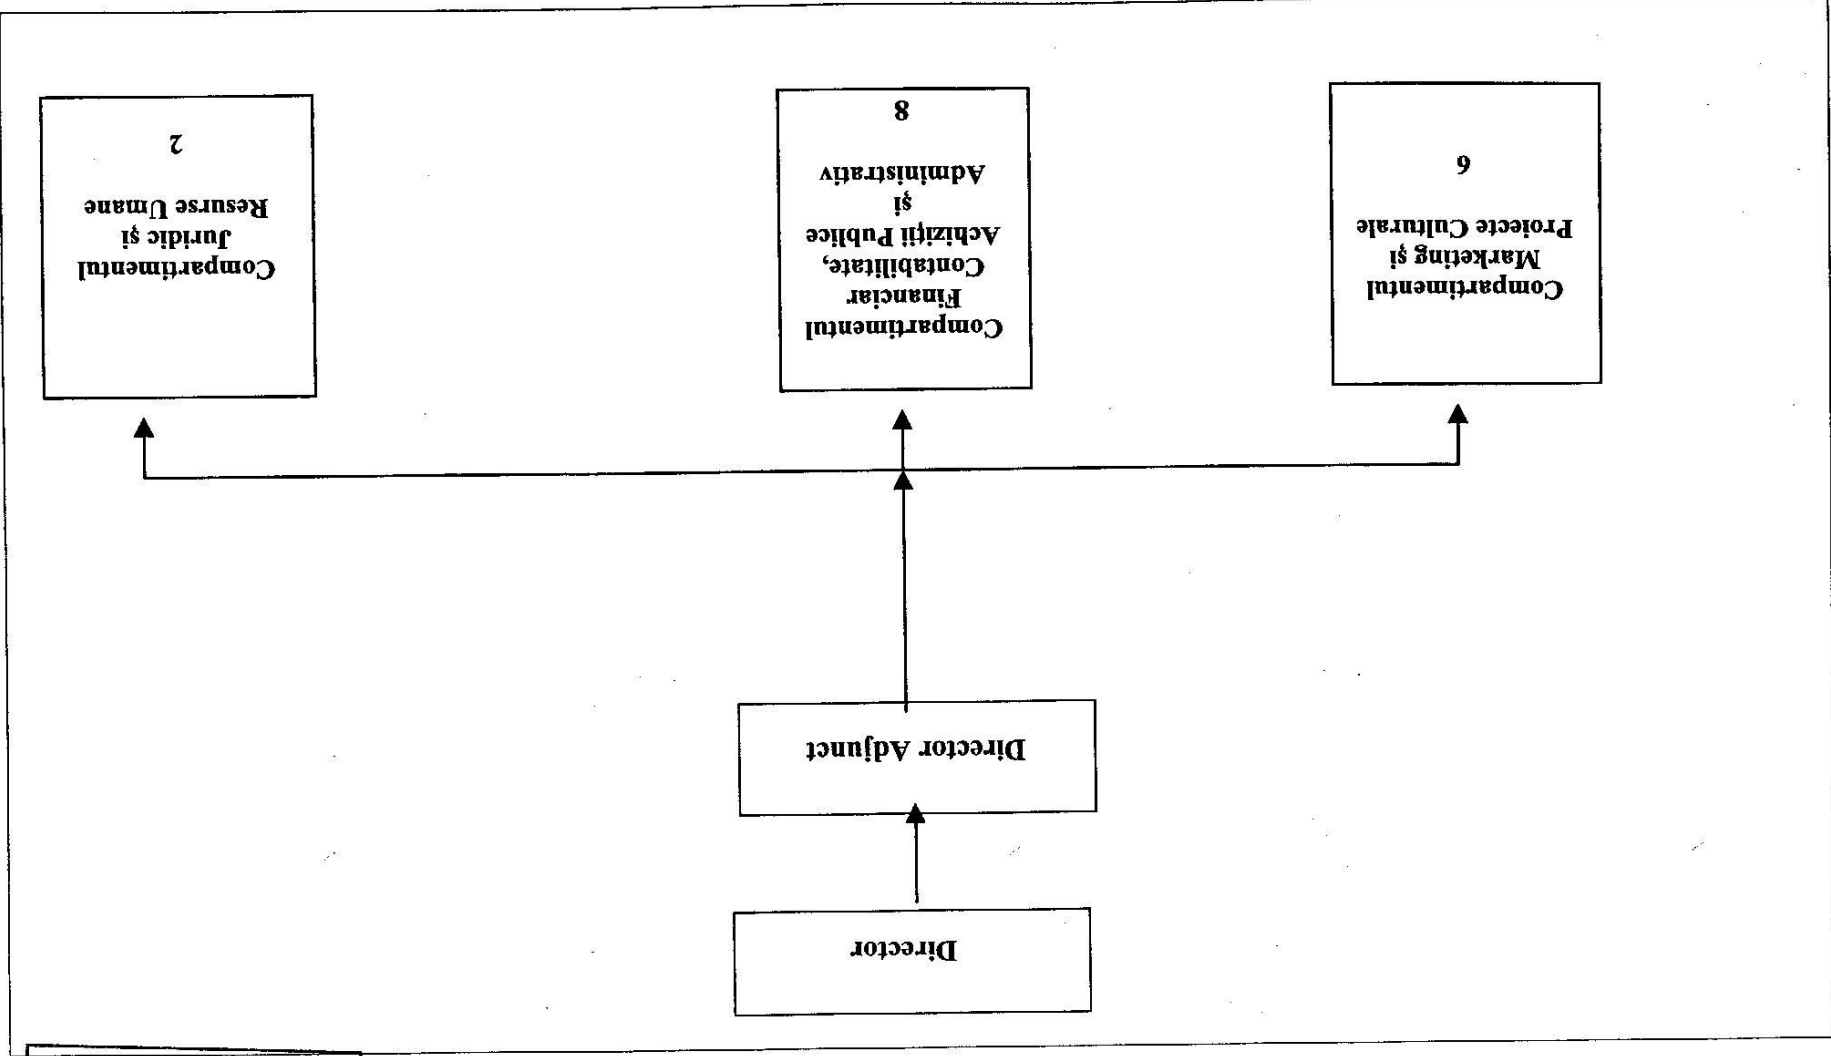 Director
Director Adjunct
Compartimentul
Marketing şi
Proiecte Culturale
6
Compartimentul
Financiar
Contabilitate,
Achiziţii Publice
şi
Administrativ
8
Compartimentul
Juridic şi
Resurse Umane
2